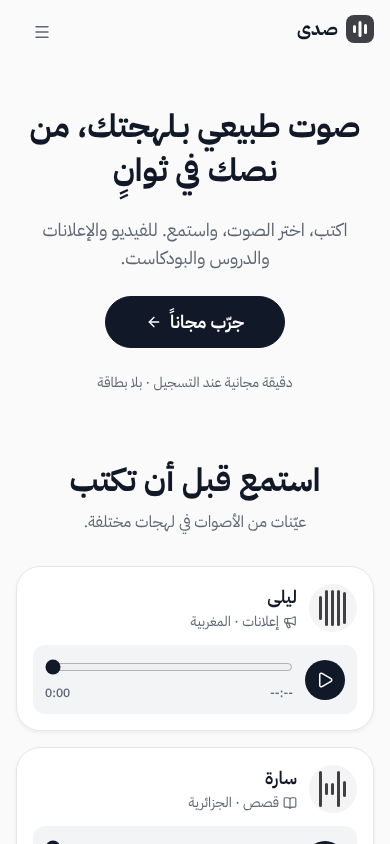 صدى
صوت طبيعي بلهجتك، من
نصك في ثوانٍ
اكتب، اختر الصوت، واستمع. للفيديو والإعلانات
والدروس والبودكاست.
جرّب مجاناً ←
دقيقة مجانية عند التسجيل · بلا بطاقة
استمع قبل أن تكتب
عيّنات من الأصوات في لهجات مختلفة.
ليلى
إعلانات · المغربية
--:-- 0:00
سارة
قصص · الجزائرية